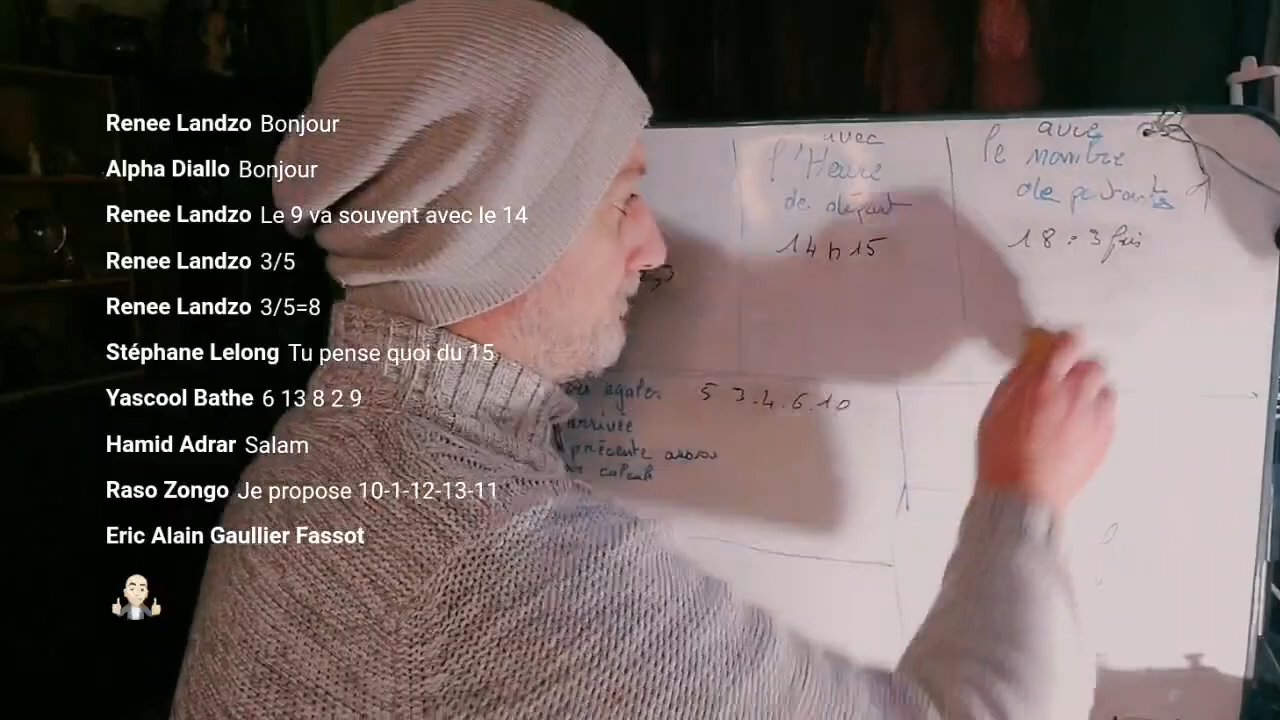 Renee Landzo Bonjour
Alpha Diallo Bonjour
Renee Landzo Le 9 va souvent avec le 14
Renee Landzo 3/5
Renee Landzo 3/5=8
Stéphane Lelong Tu pense quoi du 15
Yascool Bathe 6 13 8 2 9
Hamid Adrar Salam
Raso Zongo Je propose 10-1-12-13-11
Eric Alain Gaullier Fassot
avec
l'Heure
de départ
14 h 15
avec
le nombre
de partants
18 : 3 fois
egales 5 3.4.6.10
arrivée
précente
calcul